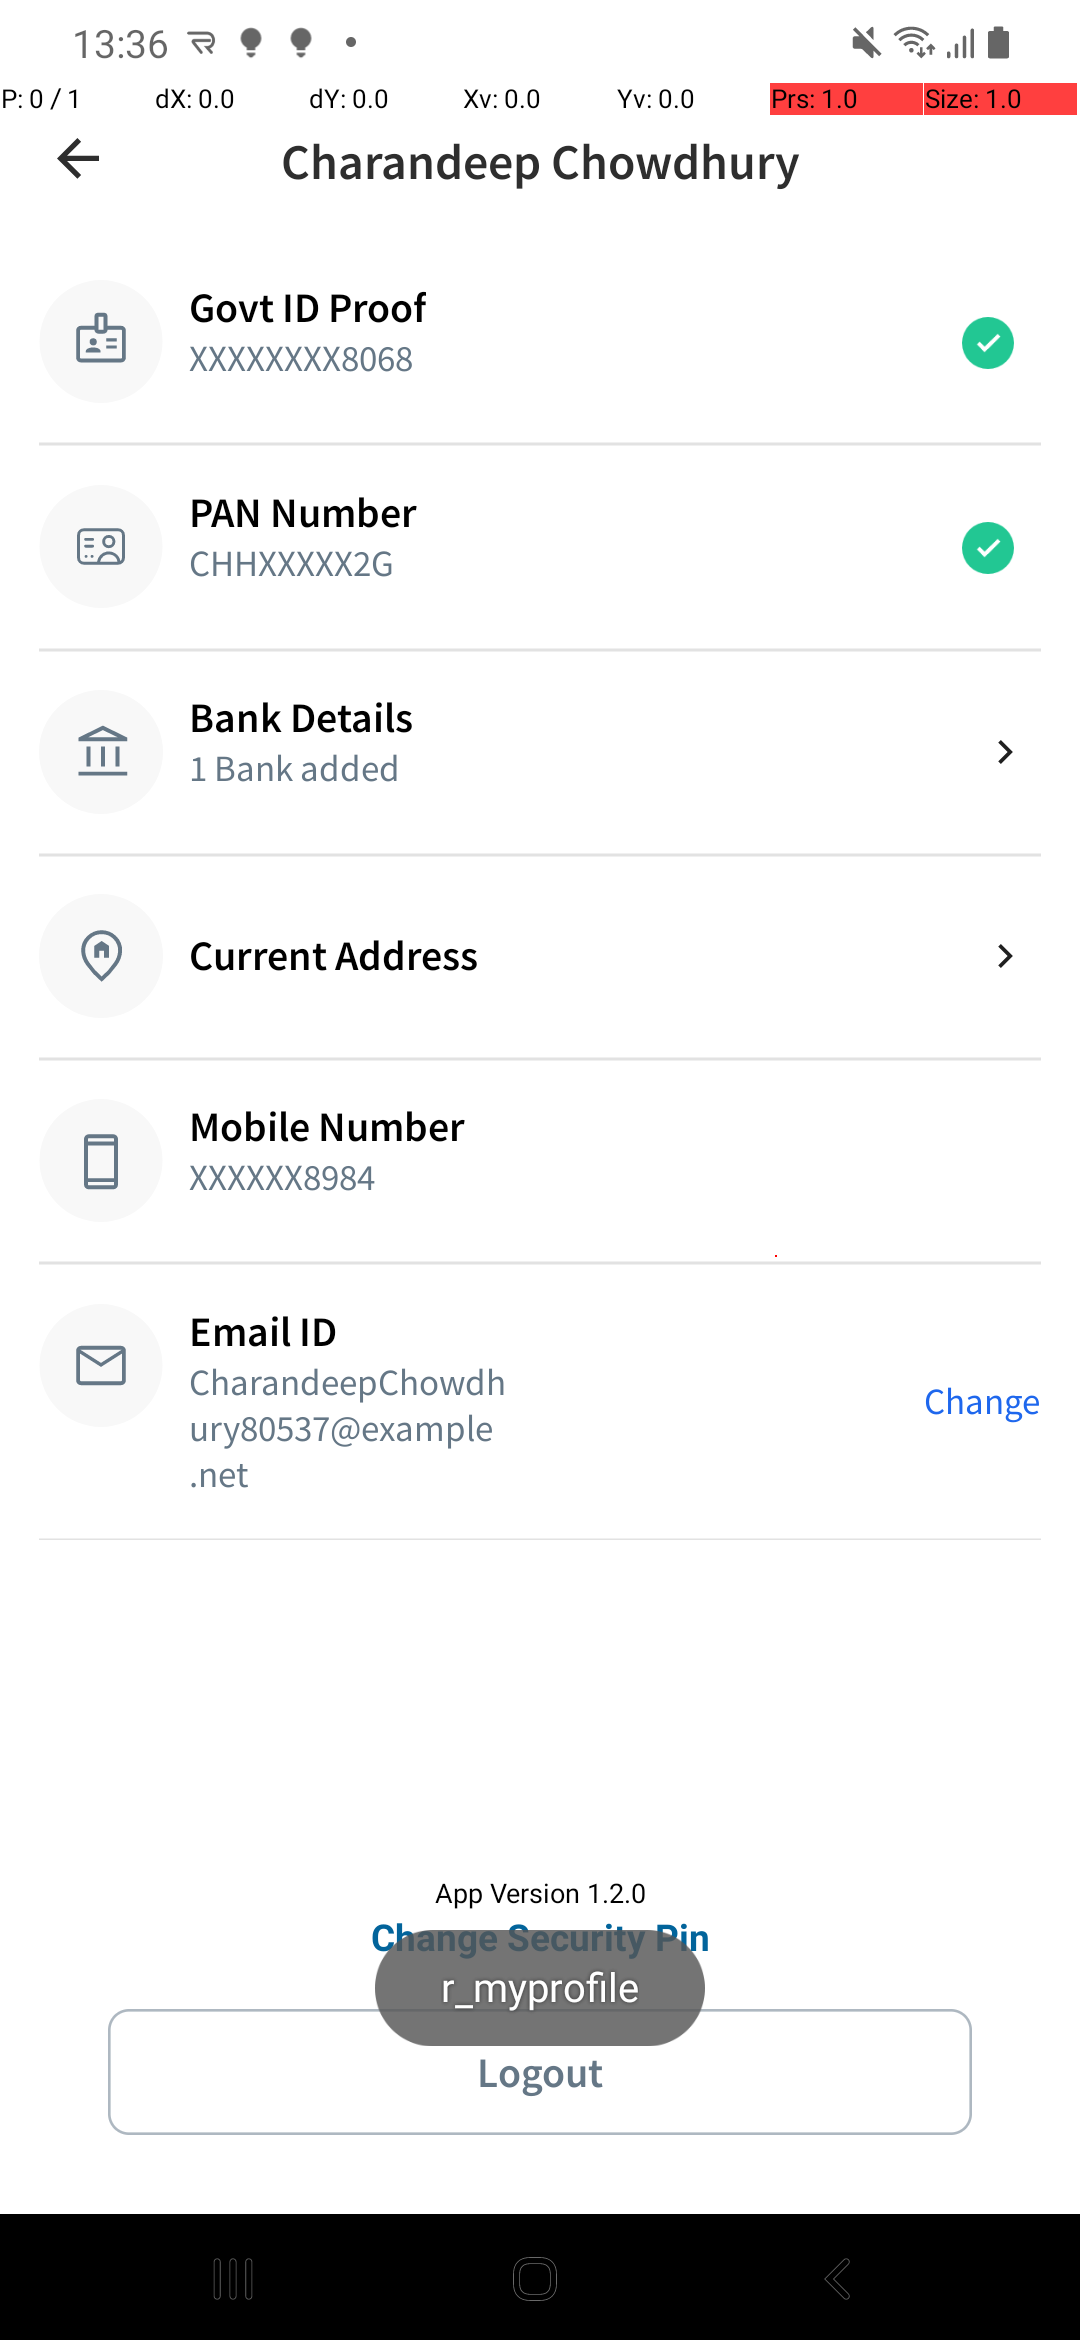 13:36
P: 0 / 1 dX: 0.0 dY: 0.0 Xv: 0.0 Yv: 0.0 Prs: 1.0 Size: 1.0
Charandeep Chowdhury
Govt ID Proof
XXXXXXXX8068
PAN Number
CHHXXXXX2G
Bank Details
1 Bank added
Current Address
Mobile Number
XXXXXX8984
Email ID
CharandeepChowdh
ury80537@example
.net
Change
App Version 1.2.0
Change Security Pin
r_myprofile
Logout